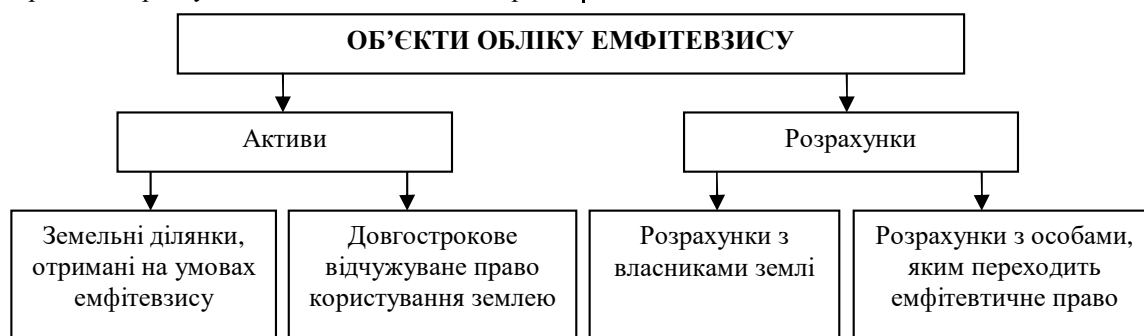 ОБ’ЄКТИ ОБЛІКУ ЕМФІТЕВЗИСУ
Активи
Розрахунки
Земельні ділянки,
отримані на умовах
емфітевзису
Довгострокове
відчужуване право
користування землею
Розрахунки з
власниками землі
Розрахунки з особами,
яким переходить
емфітевтичне право